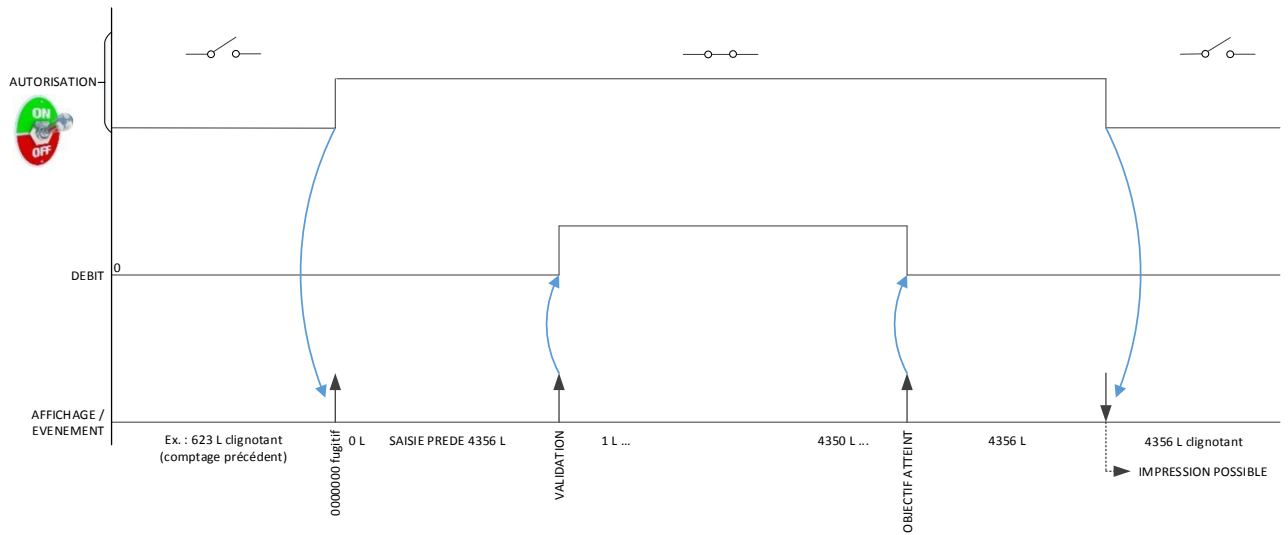 AUTORISATION
ON
OFF
DEBIT
0
AFFICHAGE /
EVENEMENT
Ex. : 623 L clignotant
(comptage précédent)
0000000 fugitif
0 L
SAISIE PREDE 4356 L
VALIDATION
1 L ...
4350 L ...
OBJECTIF ATTEINT
4356 L
4356 L clignotant
IMPRESSION POSSIBLE